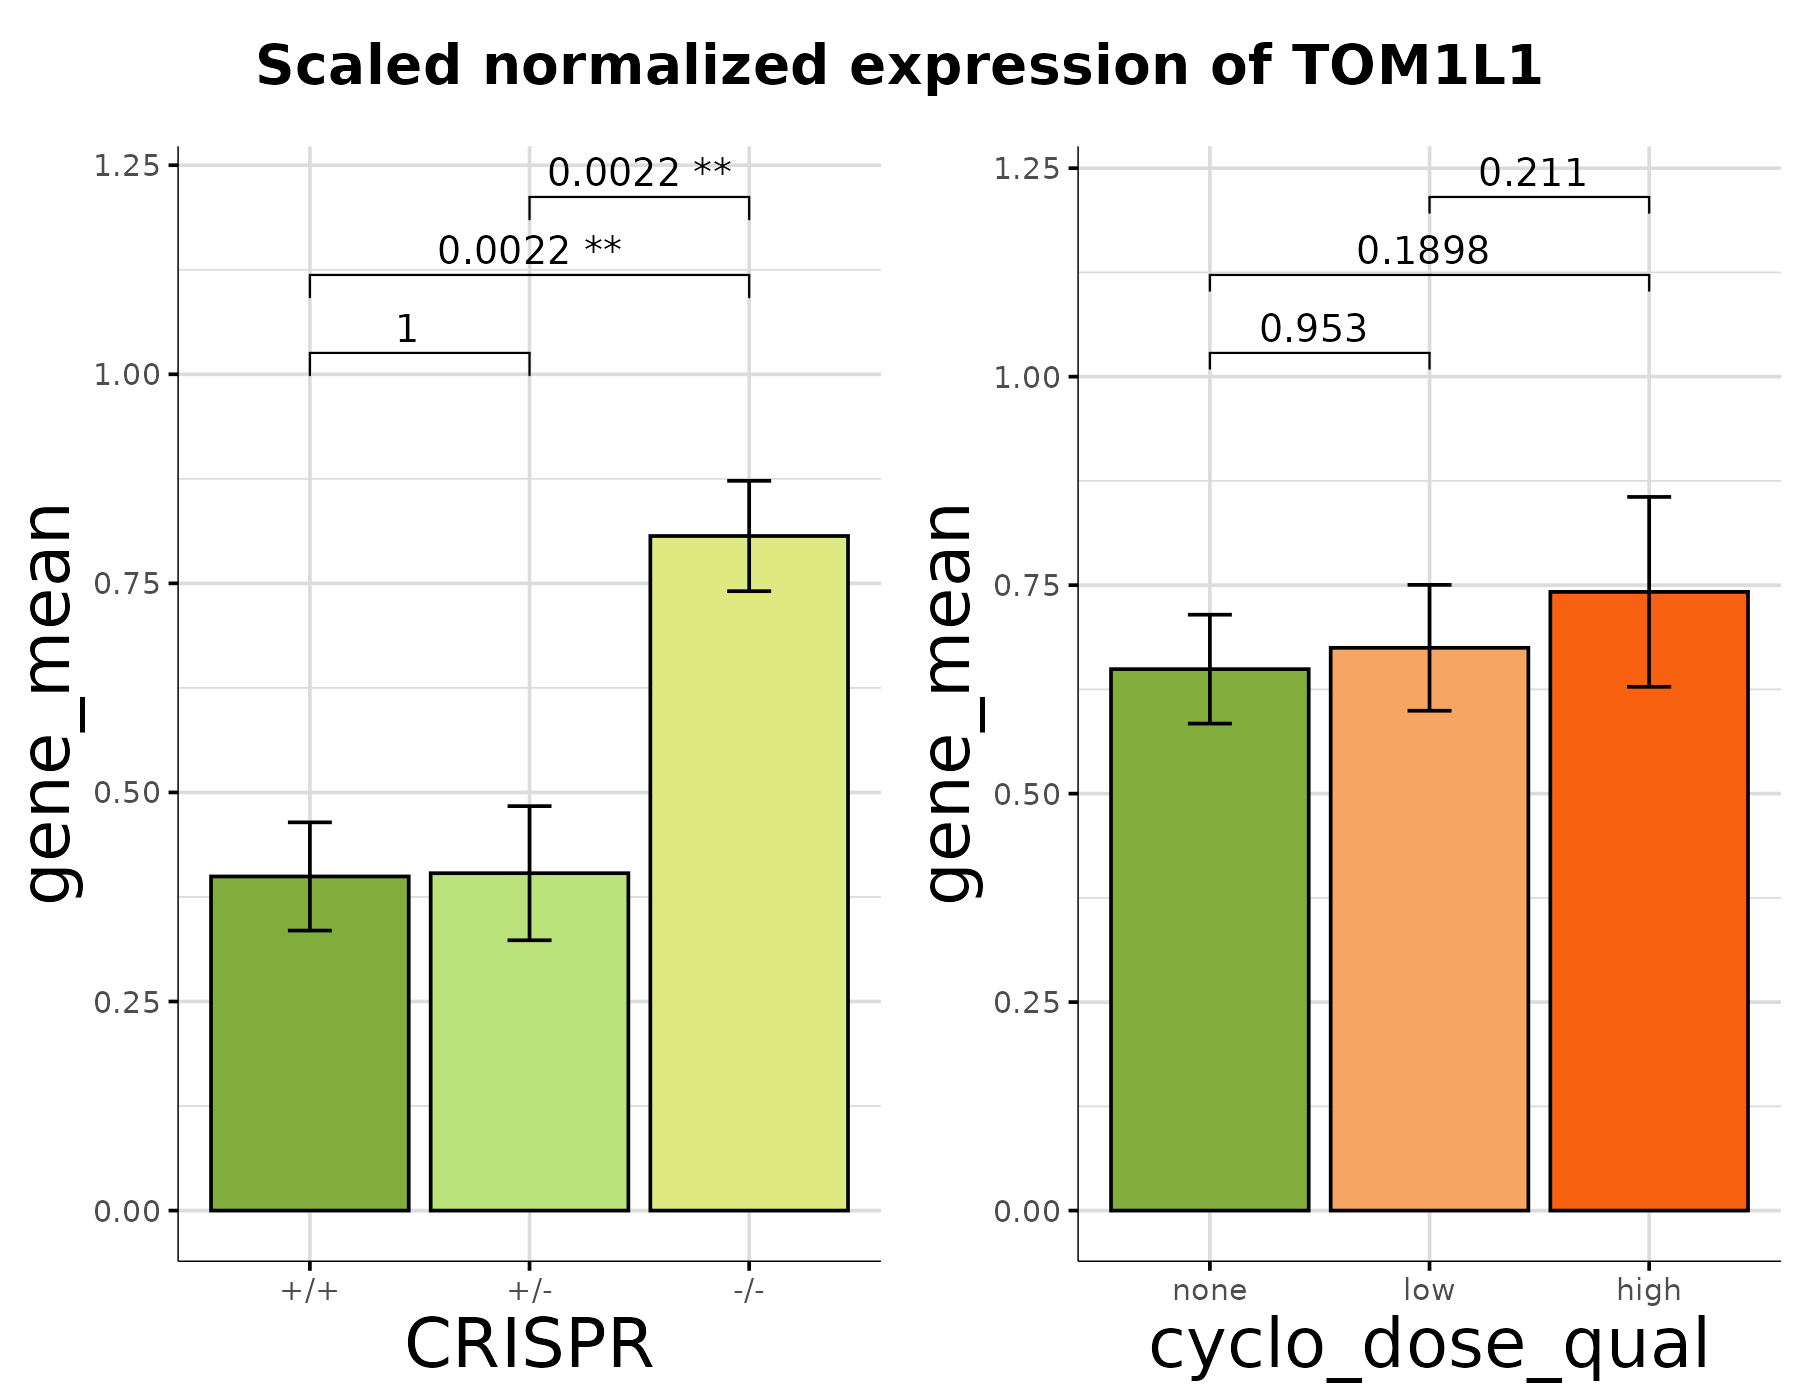 Scaled normalized expression of TOM1L1
gene_mean
1.25
1.00
0.75
0.50
0.25
0.00
0.0022 **
0.0022 **
1
+/+ +/- -/-
CRISPR
gene_mean
1.25
1.00
0.75
0.50
0.25
0.00
0.211
0.1898
0.953
none low high
cyclo_dose_qual